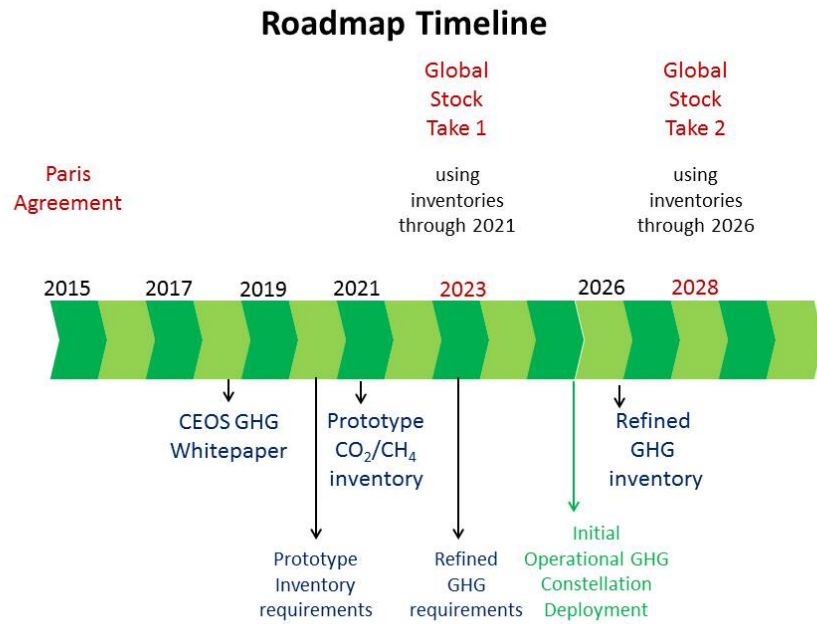 Roadmap Timeline
Global
Stock
Take 1
using
inventories
through 2021
Global
Stock
Take 2
using
inventories
through 2026
Paris
Agreement
2015 2017 2019 2021 2023 2026 2028
CEOS GHG
Whitepaper
Prototype
CO₂/CH₄
inventory
Refined
GHG
inventory
Prototype
Inventory
requirements
Refined
GHG
requirements
Initial
Operational GHG
Constellation
Deployment